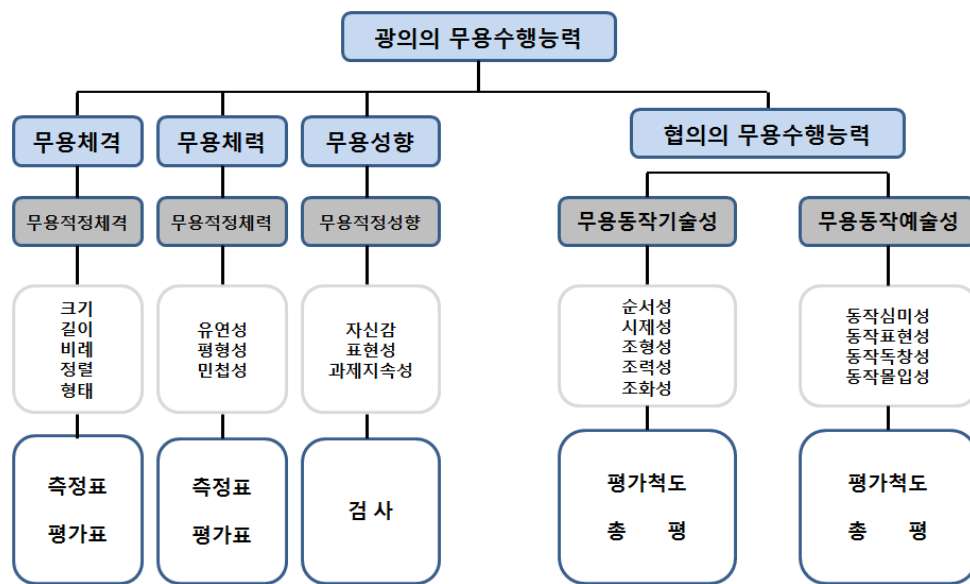 광의의 무용수행능력
무용체격
무용체력
무용성향
협의의 무용수행능력
무용적정체격
무용적정체력
무용적정성향
무용동작기술성
무용동작예술성
크기
길이
비례
정렬
형태
유연성
평형성
민첩성
자신감
표현성
과제지속성
순서성
시제성
조형성
조력성
조화성
동작심미성
동작표현성
동작독창성
동작몰입성
측정표
평가표
측정표
평가표
검 사
평가척도
총 평
평가척도
총 평